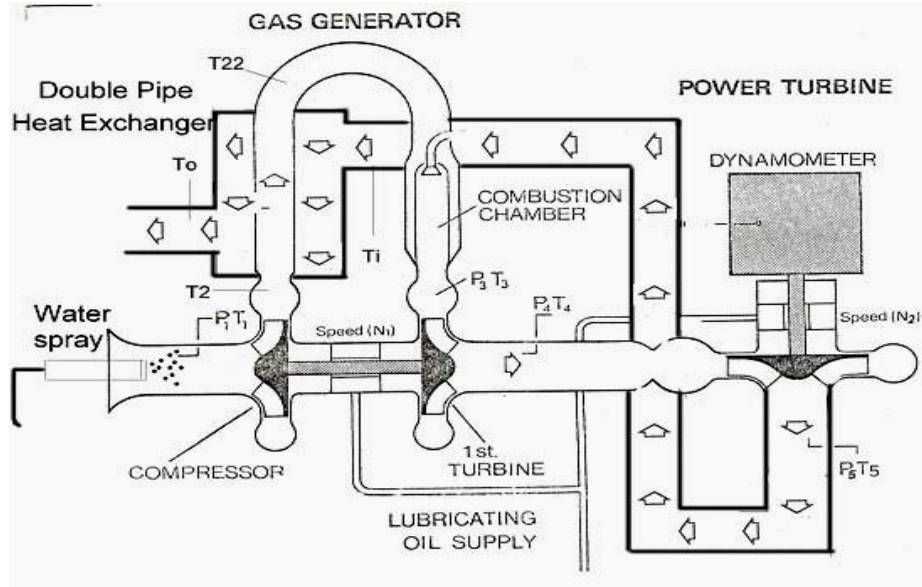 GAS GENERATOR
T22
Double Pipe
Heat Exchanger
POWER TURBINE
To
DYNAMOMETER
COMBUSTION
CHAMBER
Ti
T2
P3 T3
Water
spray
P1 T1
Speed (N1)
P4 T4
Speed (N2)
COMPRESSOR
1st.
TURBINE
P5 T5
LUBRICATING
OIL SUPPLY